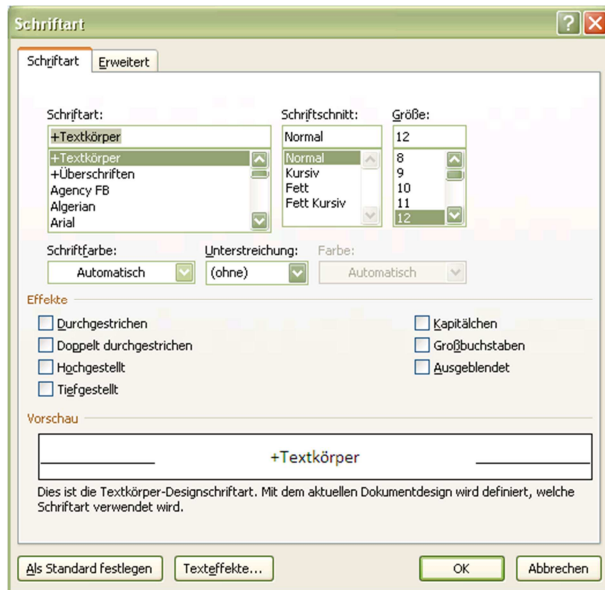 Schriftart
Schriftart Erweitert
Schriftart: Schriftschnitt: Größe:
+Textkörper Normal 12
+Textkörper Normal 8
+Überschriften Kursiv 9
Agency FB Fett 10
Algerian Fett Kursiv 11
Arial 12
Schriftfarbe: Unterstreichung: Farbe:
Automatisch (ohne) Automatisch
Effekte
Durchgestrichen Kapitälchen
Doppelt durchgestrichen Großbuchstaben
Hochgestellt Ausgeblendet
Tiefgestellt
Vorschau
+Textkörper
Dies ist die Textkörper-Designschriftart. Mit dem aktuellen Dokumentdesign wird definiert, welche
Schriftart verwendet wird.
Als Standard festlegen Texteffekte... OK Abbrechen